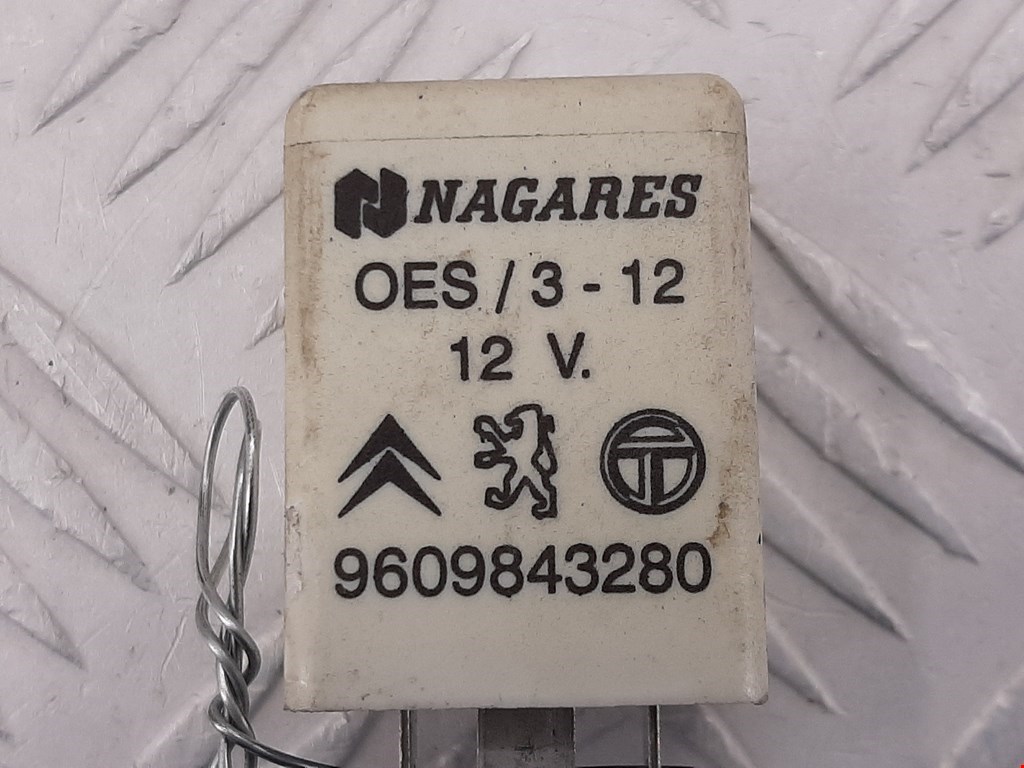 NAGARES
OES / 3 - 12
12 V.
9609843280